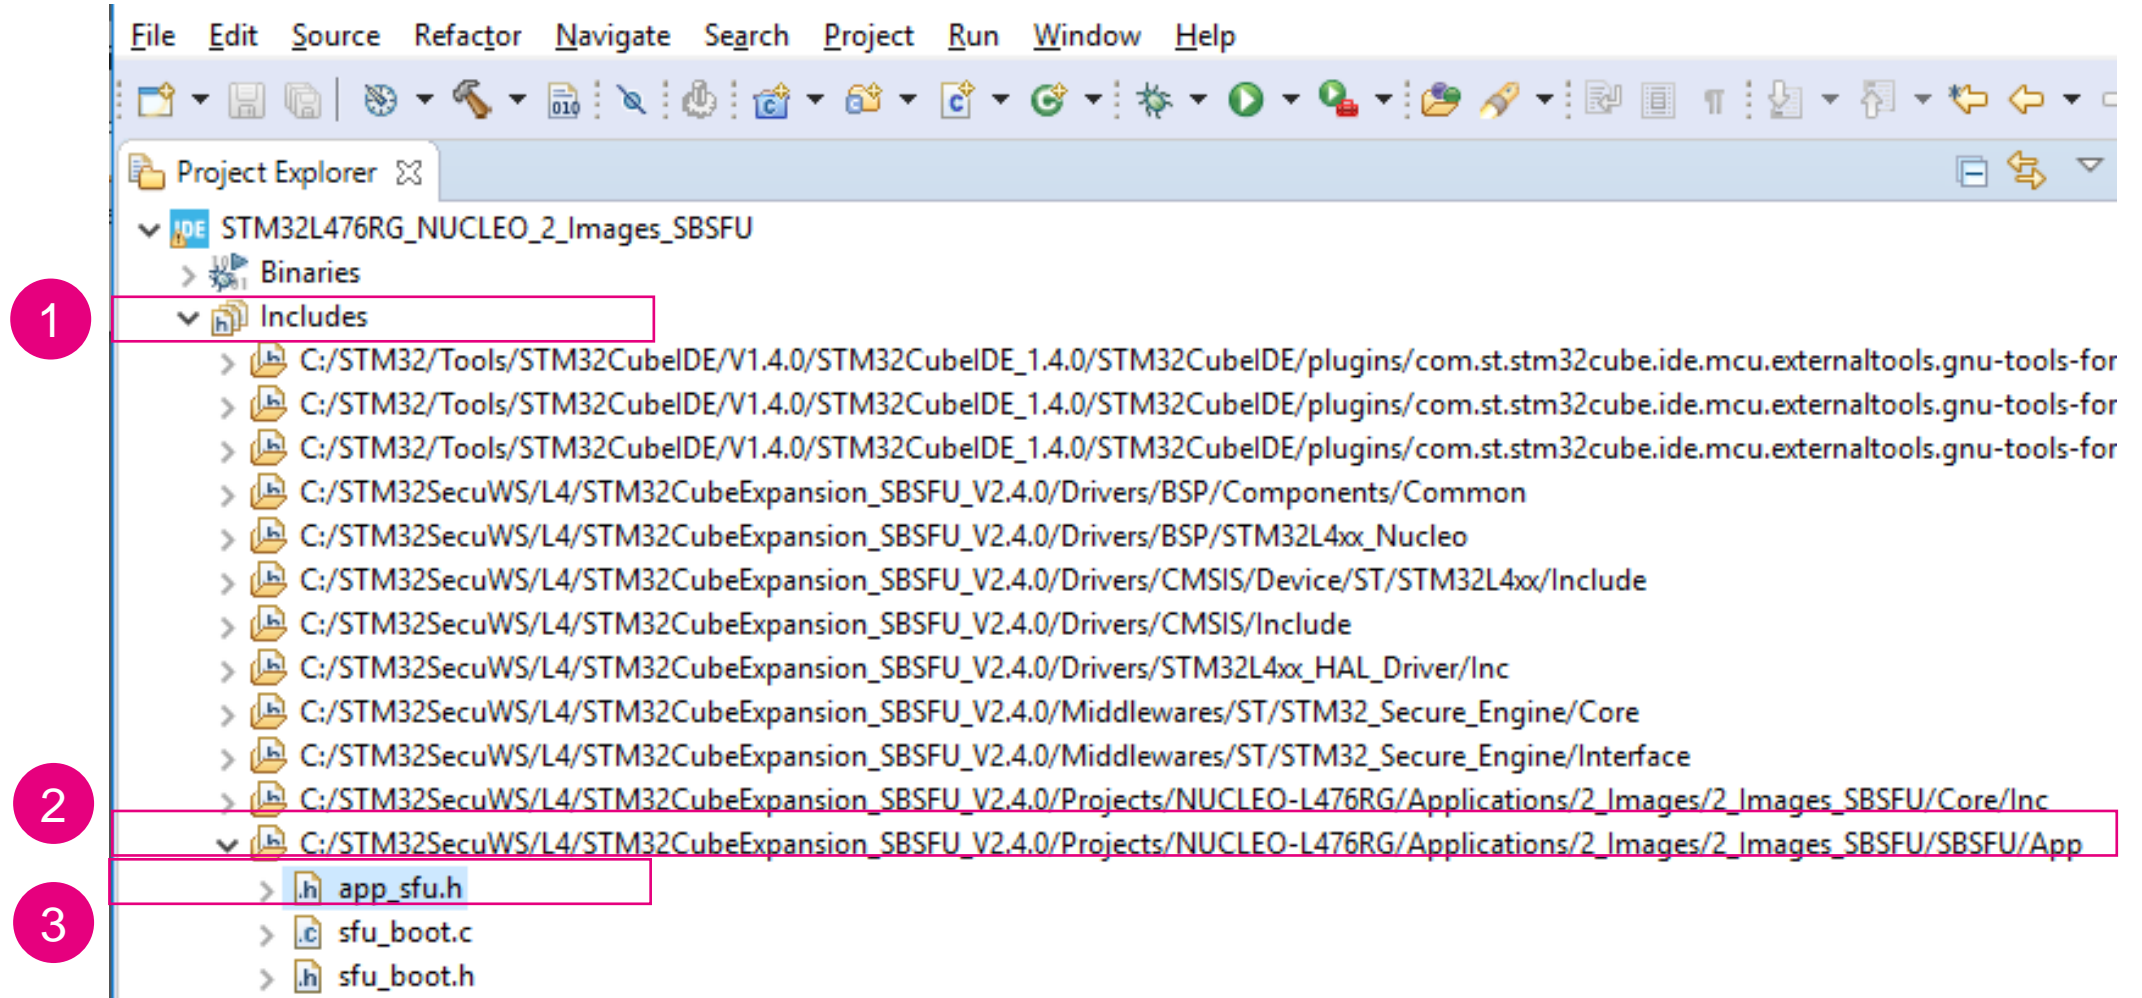 File Edit Source Refactor Navigate Search Project Run Window Help
Project Explorer
IDE STM32L476RG_NUCLEO_2_Images_SBSFU
Binaries
1
Includes
C:/STM32/Tools/STM32CubeIDE/V1.4.0/STM32CubeIDE_1.4.0/STM32CubeIDE/plugins/com.st.stm32cube.ide.mcu.externaltools.gnu-tools-for
C:/STM32/Tools/STM32CubeIDE/V1.4.0/STM32CubeIDE_1.4.0/STM32CubeIDE/plugins/com.st.stm32cube.ide.mcu.externaltools.gnu-tools-for
C:/STM32/Tools/STM32CubeIDE/V1.4.0/STM32CubeIDE_1.4.0/STM32CubeIDE/plugins/com.st.stm32cube.ide.mcu.externaltools.gnu-tools-for
C:/STM32SecuWS/L4/STM32CubeExpansion_SBSFU_V2.4.0/Drivers/BSP/Components/Common
C:/STM32SecuWS/L4/STM32CubeExpansion_SBSFU_V2.4.0/Drivers/BSP/STM32L4xx_Nucleo
C:/STM32SecuWS/L4/STM32CubeExpansion_SBSFU_V2.4.0/Drivers/CMSIS/Device/ST/STM32L4xx/Include
C:/STM32SecuWS/L4/STM32CubeExpansion_SBSFU_V2.4.0/Drivers/CMSIS/Include
C:/STM32SecuWS/L4/STM32CubeExpansion_SBSFU_V2.4.0/Drivers/STM32L4xx_HAL_Driver/Inc
C:/STM32SecuWS/L4/STM32CubeExpansion_SBSFU_V2.4.0/Middlewares/ST/STM32_Secure_Engine/Core
C:/STM32SecuWS/L4/STM32CubeExpansion_SBSFU_V2.4.0/Middlewares/ST/STM32_Secure_Engine/Interface
2
C:/STM32SecuWS/L4/STM32CubeExpansion_SBSFU_V2.4.0/Projects/NUCLEO-L476RG/Applications/2_Images/2_Images_SBSFU/Core/Inc
C:/STM32SecuWS/L4/STM32CubeExpansion_SBSFU_V2.4.0/Projects/NUCLEO-L476RG/Applications/2_Images/2_Images_SBSFU/SBSFU/App
.h app_sfu.h
3
.c sfu_boot.c
.h sfu_boot.h